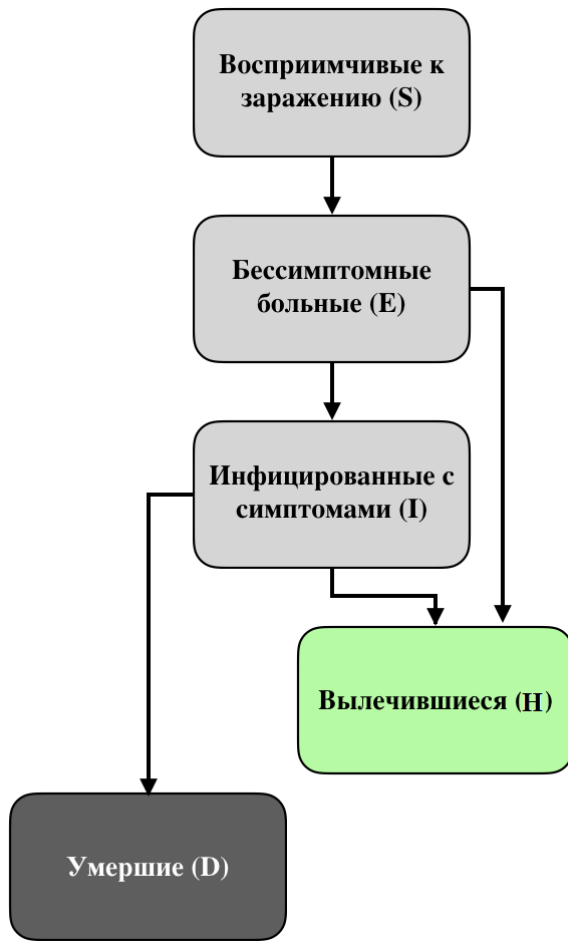 Восприимчивые к
заражению (S)
Бессимптомные
больные (E)
Инфицированные с
симптомами (I)
Вылечившиеся (H)
Умершие (D)